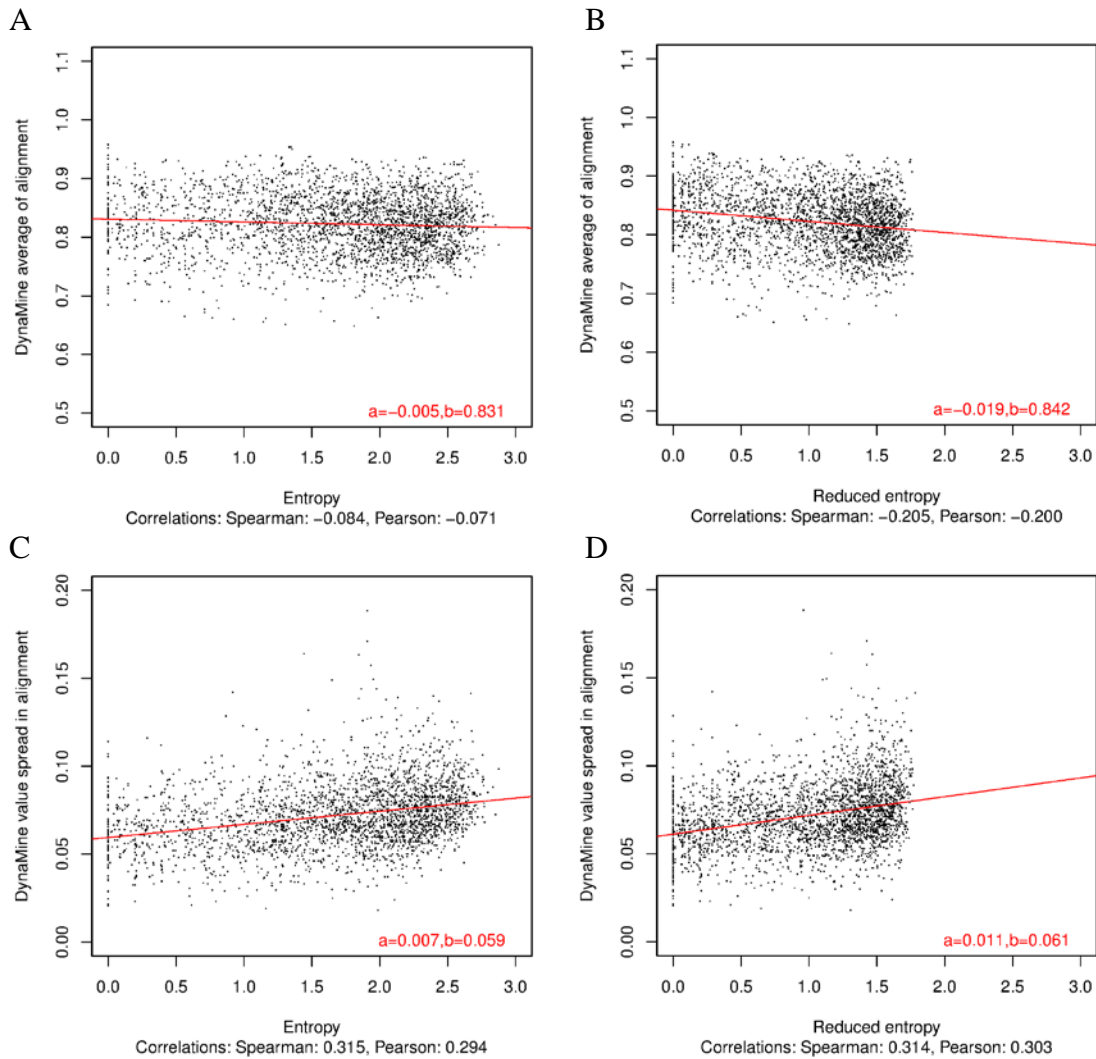 A
DynaMine average of alignment
1.1
1.0
0.9
0.8
0.7
0.6
0.5
a=−0.005,b=0.831
0.0 0.5 1.0 1.5 2.0 2.5 3.0
Entropy
Correlations: Spearman: −0.084, Pearson: −0.071
B
DynaMine average of alignment
1.1
1.0
0.9
0.8
0.7
0.6
0.5
a=−0.019,b=0.842
0.0 0.5 1.0 1.5 2.0 2.5 3.0
Reduced entropy
Correlations: Spearman: −0.205, Pearson: −0.200
C
DynaMine value spread in alignment
0.20
0.15
0.10
0.05
0.00
a=0.007,b=0.059
0.0 0.5 1.0 1.5 2.0 2.5 3.0
Entropy
Correlations: Spearman: 0.315, Pearson: 0.294
D
DynaMine value spread in alignment
0.20
0.15
0.10
0.05
0.00
a=0.011,b=0.061
0.0 0.5 1.0 1.5 2.0 2.5 3.0
Reduced entropy
Correlations: Spearman: 0.314, Pearson: 0.303